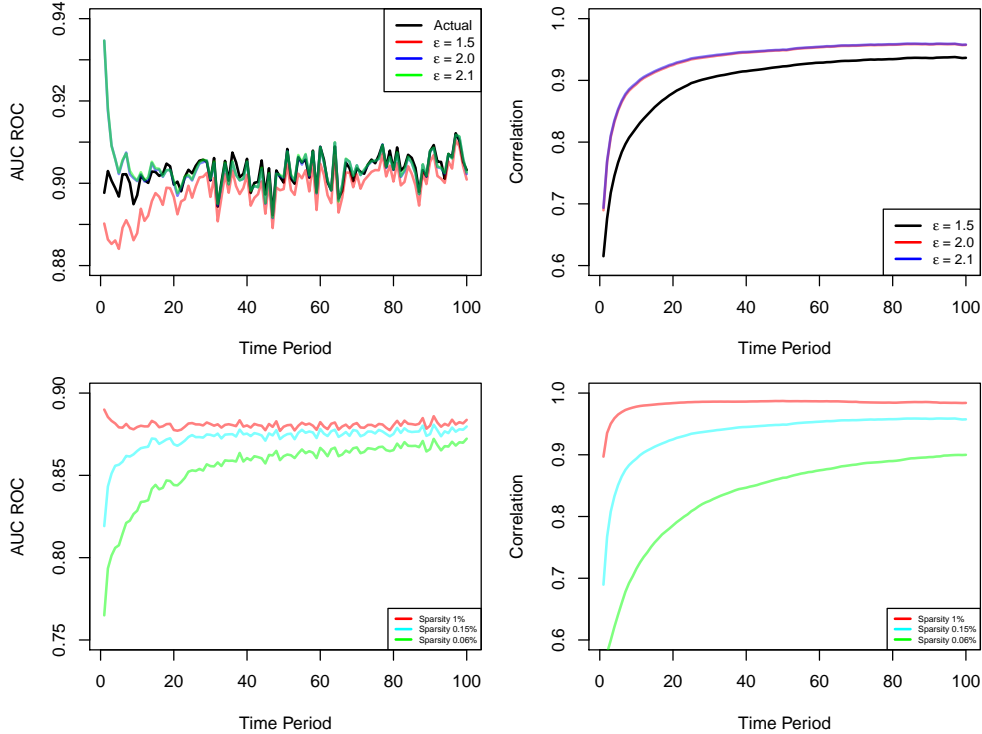 AUC ROC
0.88
0.90
0.92
0.94
Actual
ε = 1.5
ε = 2.0
ε = 2.1
0 20 40 60 80 100
Time Period
Correlation
0.6 0.7 0.8 0.9 1.0
ε = 1.5
ε = 2.0
ε = 2.1
0 20 40 60 80 100
Time Period
AUC ROC
0.75 0.80 0.85 0.90
Sparsity 1%
Sparsity 0.15%
Sparsity 0.06%
0 20 40 60 80 100
Time Period
Correlation
0.6 0.7 0.8 0.9 1.0
Sparsity 1%
Sparsity 0.15%
Sparsity 0.06%
0 20 40 60 80 100
Time Period